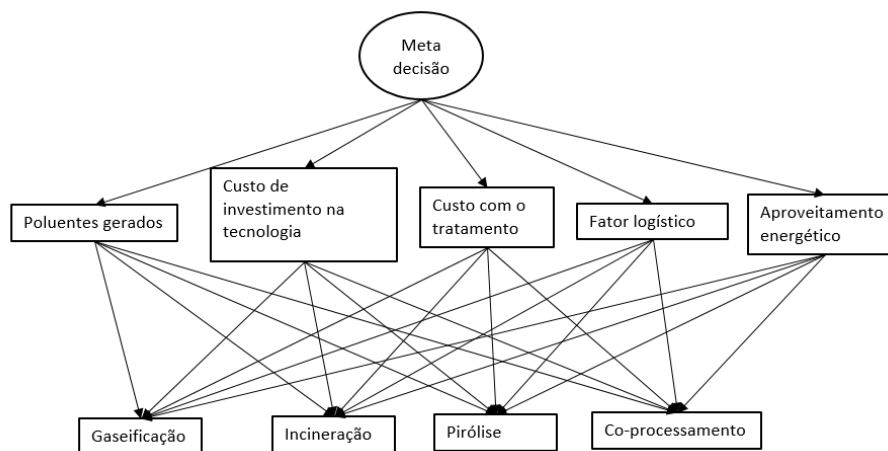 Meta
decisão
Poluentes gerados
Custo de
investimento na
tecnologia
Custo com o
tratamento
Fator logístico
Aproveitamento
energético
Gaseificação
Incineração
Pirólise
Co-processamento